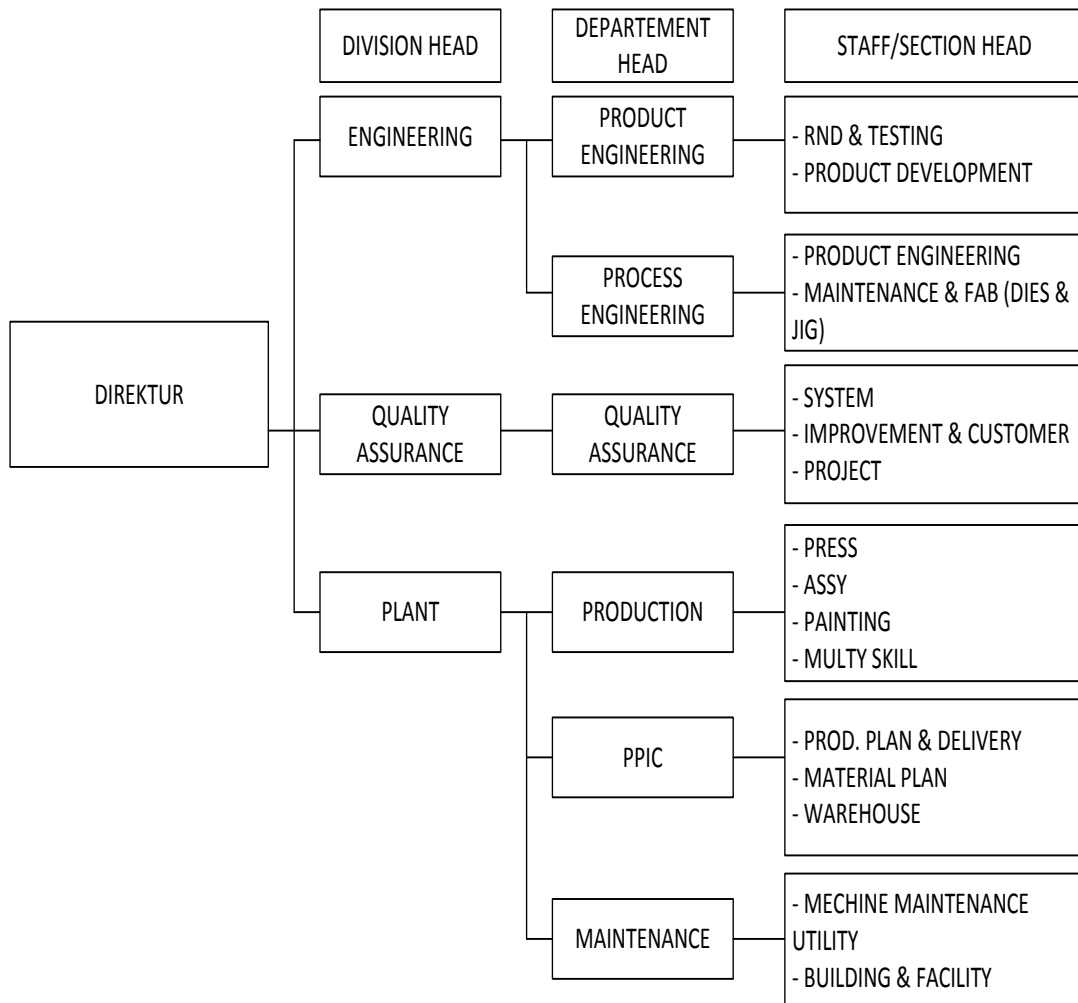 DIVISION HEAD
DEPARTEMENT
HEAD
STAFF/SECTION HEAD
ENGINEERING
PRODUCT
ENGINEERING
- RND & TESTING
- PRODUCT DEVELOPMENT
PROCESS
ENGINEERING
- PRODUCT ENGINEERING
- MAINTENANCE & FAB (DIES &
JIG)
DIREKTUR
QUALITY
ASSURANCE
QUALITY
ASSURANCE
- SYSTEM
- IMPROVEMENT & CUSTOMER
- PROJECT
PLANT
PRODUCTION
- PRESS
- ASSY
- PAINTING
- MULTY SKILL
PPIC
- PROD. PLAN & DELIVERY
- MATERIAL PLAN
- WAREHOUSE
MAINTENANCE
- MECHINE MAINTENANCE
UTILITY
- BUILDING & FACILITY